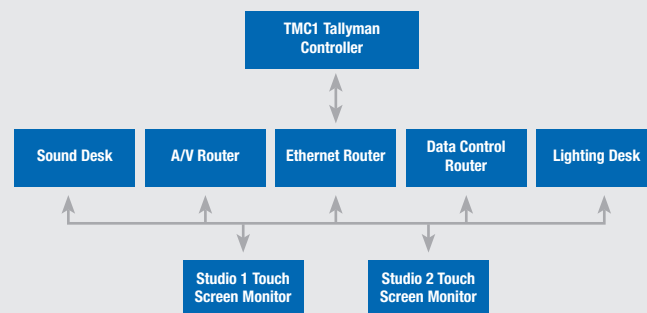 TMC1 Tallyman
Controller
Sound Desk
A/V Router
Ethernet Router
Data Control
Router
Lighting Desk
Studio 1 Touch
Screen Monitor
Studio 2 Touch
Screen Monitor